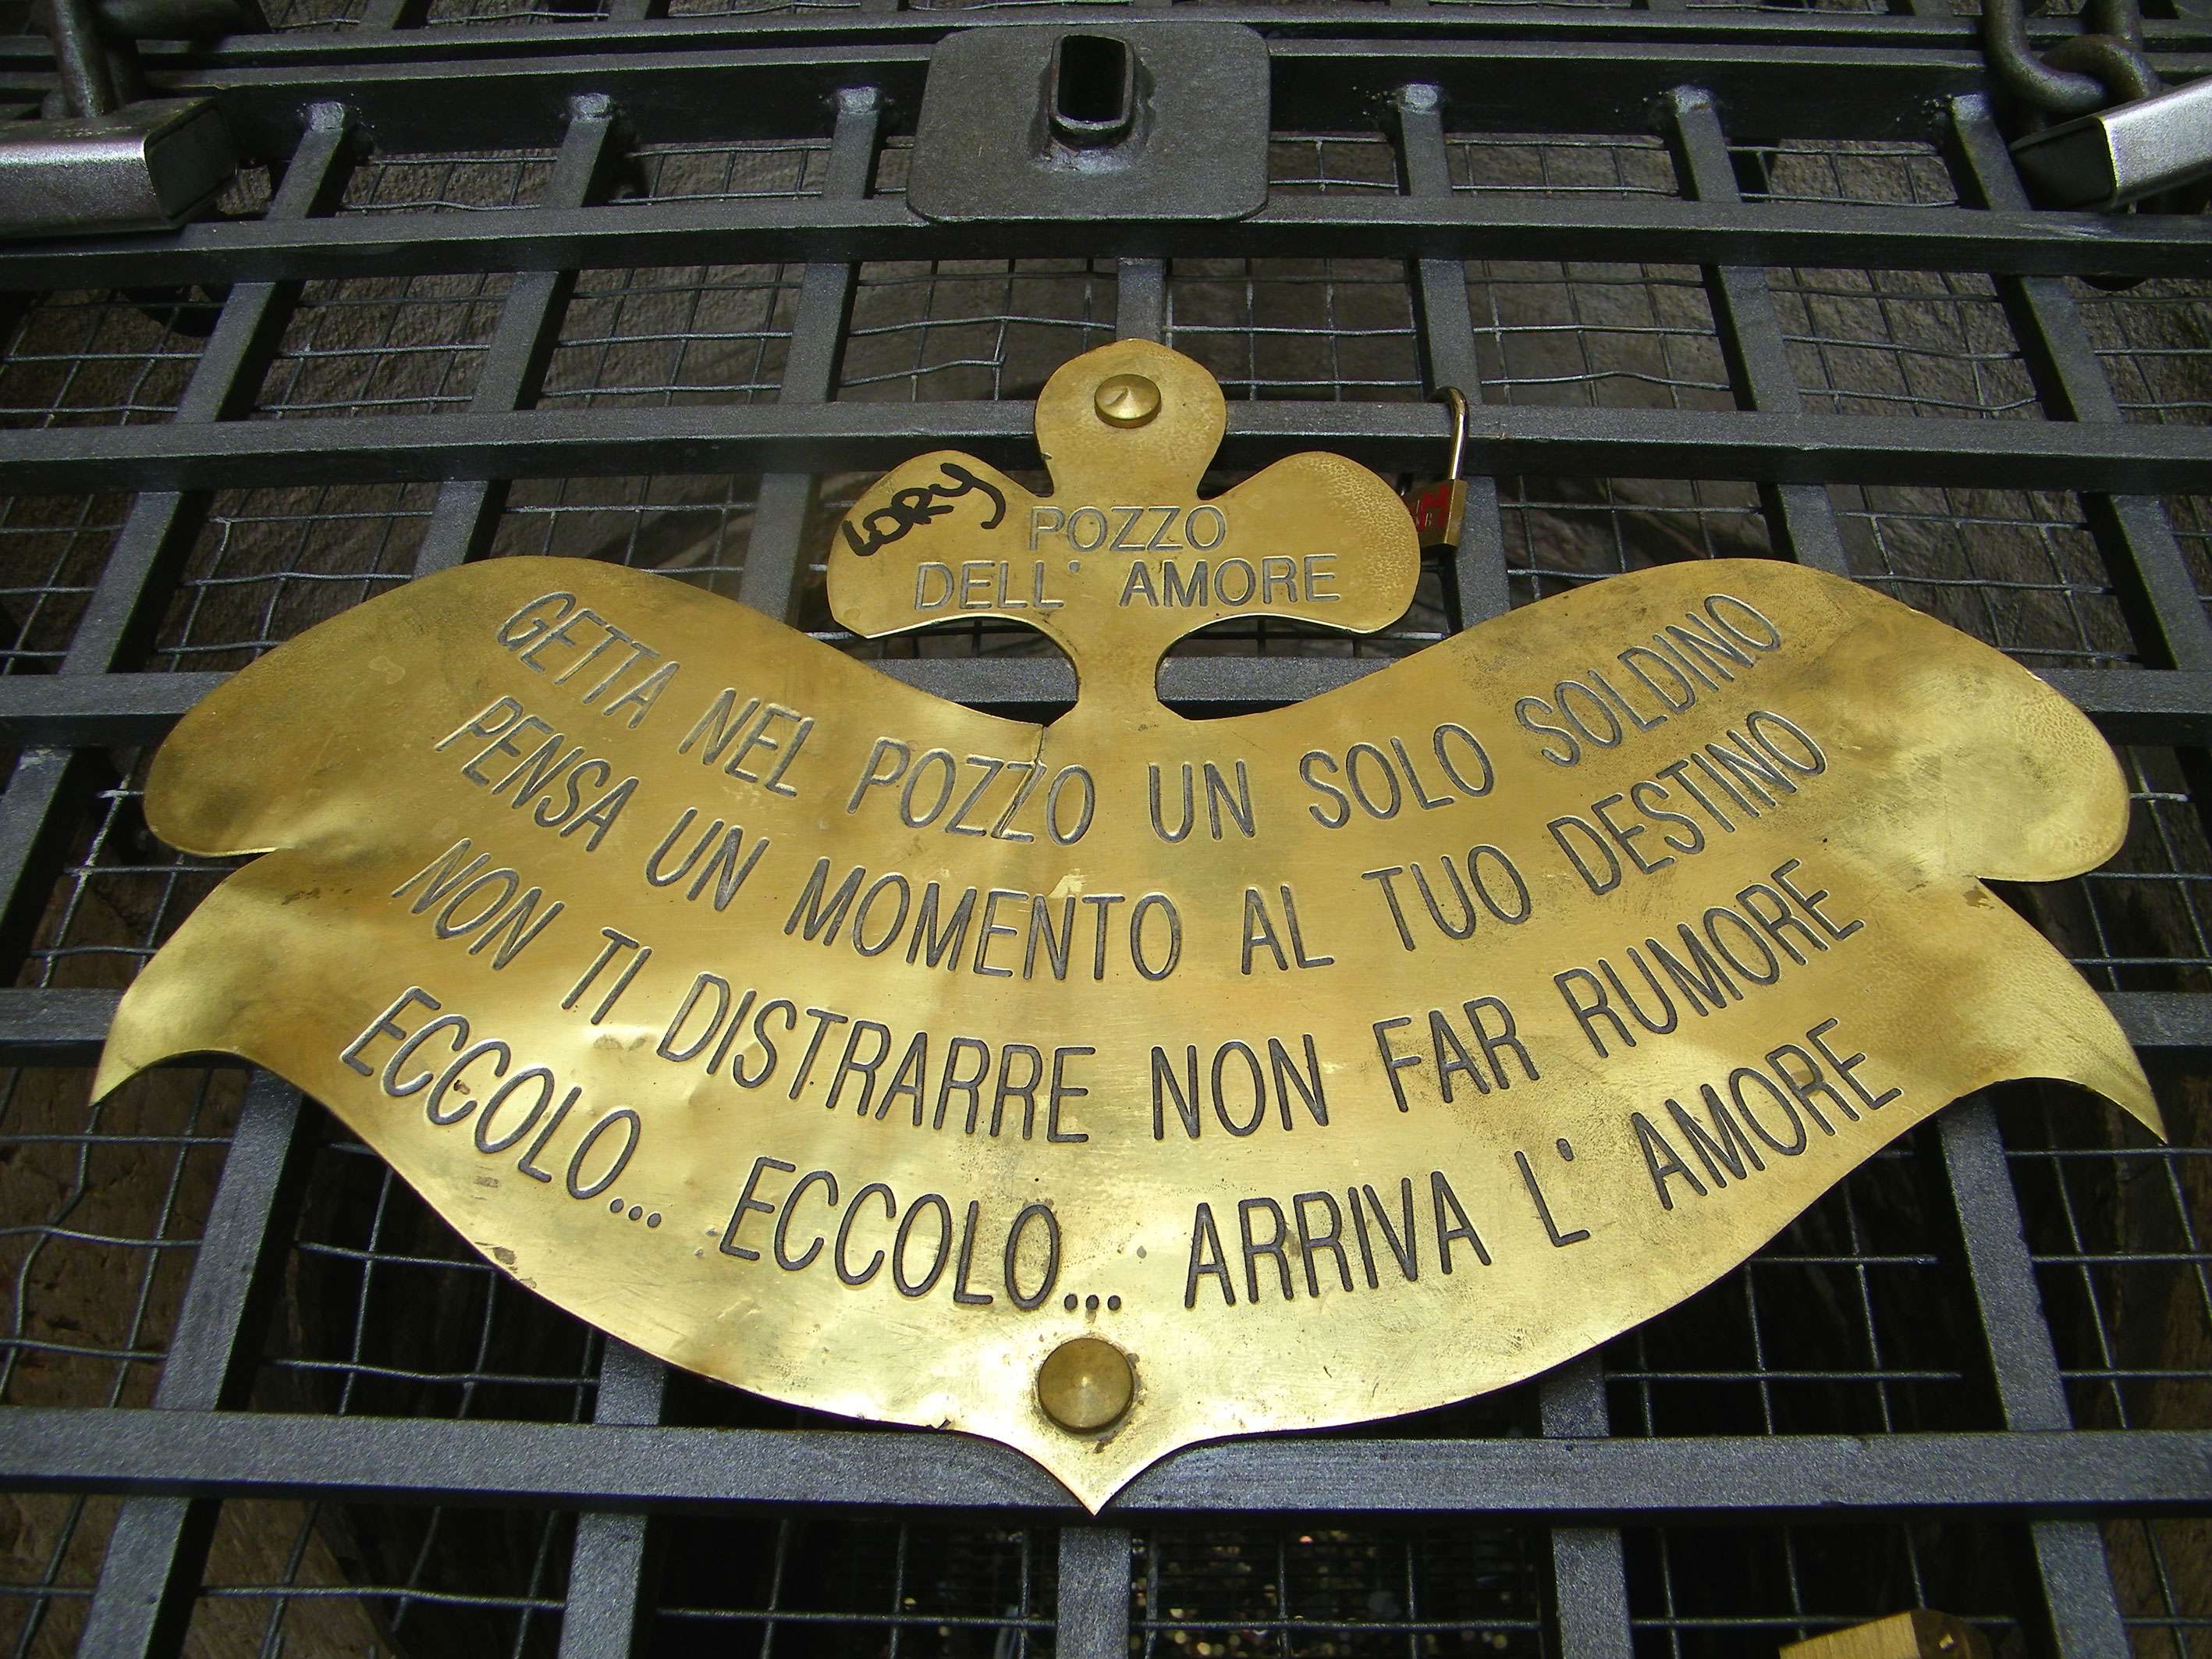 LORY
POZZO
DELL' AMORE
GETTA NEL POZZO UN SOLO SOLDINO
PENSA UN MOMENTO AL TUO DESTINO
NON TI DISTRARRE NON FAR RUMORE
ECCOLO... ECCOLO... ARRIVA L' AMORE